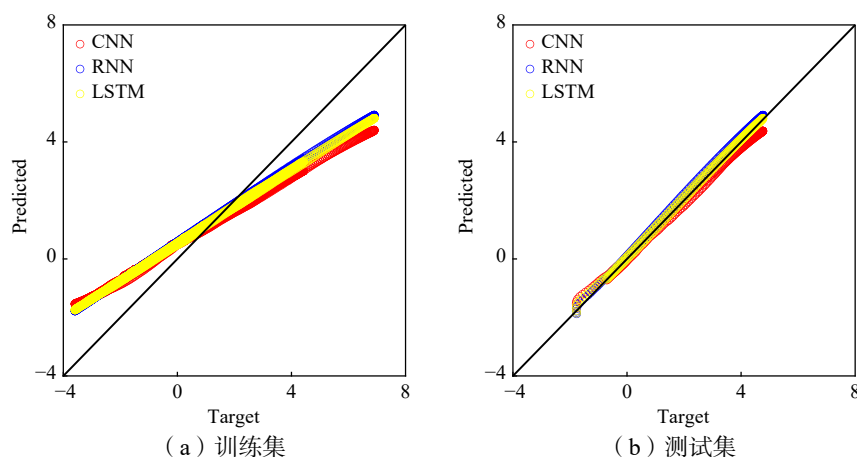 8
CNN
RNN
LSTM
4
Predicted
0
−4
−4
0
4
8
Target
（a）训练集
8
CNN
RNN
LSTM
4
Predicted
0
−4
−4
0
4
8
Target
（b）测试集